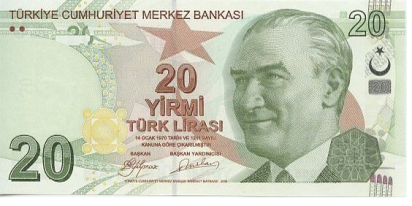 TÜRKİYE CUMHURİYET MERKEZ BANKASI
20
20
YİRMİ
TÜRK LİRASI
14 OCAK 1970 TARİH VE 1211 SAYILI
KANUNA GÖRE ÇIKARILMIŞTIR.
BAŞKAN BAŞKAN YARDIMCISI
20